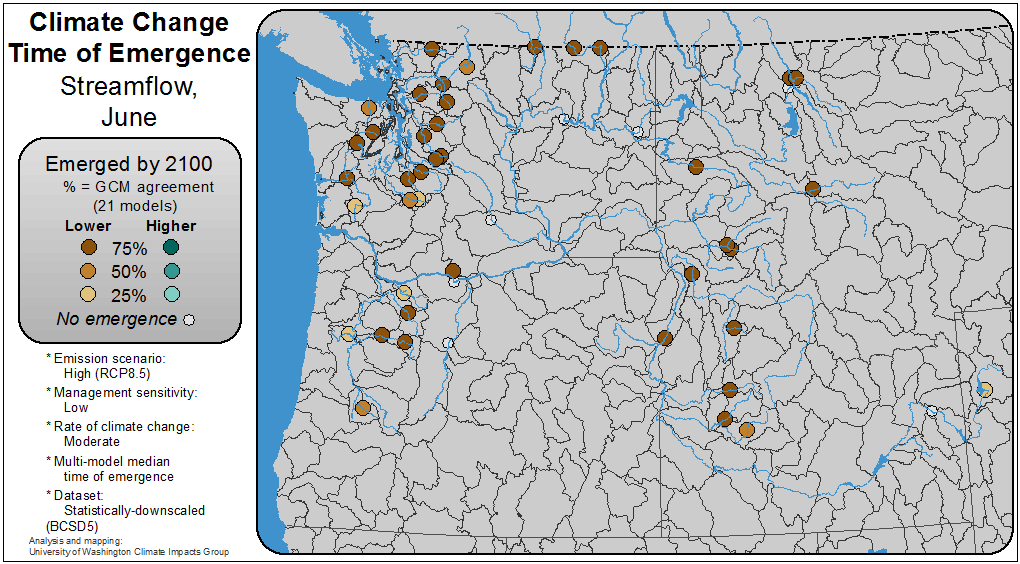 Climate Change
Time of Emergence
Streamflow,
June
Emerged by 2100
% = GCM agreement
(21 models)
Lower Higher
75%
50%
25%
No emergence
* Emission scenario:
High (RCP8.5)
* Management sensitivity:
Low
* Rate of climate change:
Moderate
* Multi-model median
time of emergence
* Dataset:
Statistically-downscaled
(BCSD5)
Analysis and mapping:
University of Washington Climate Impacts Group